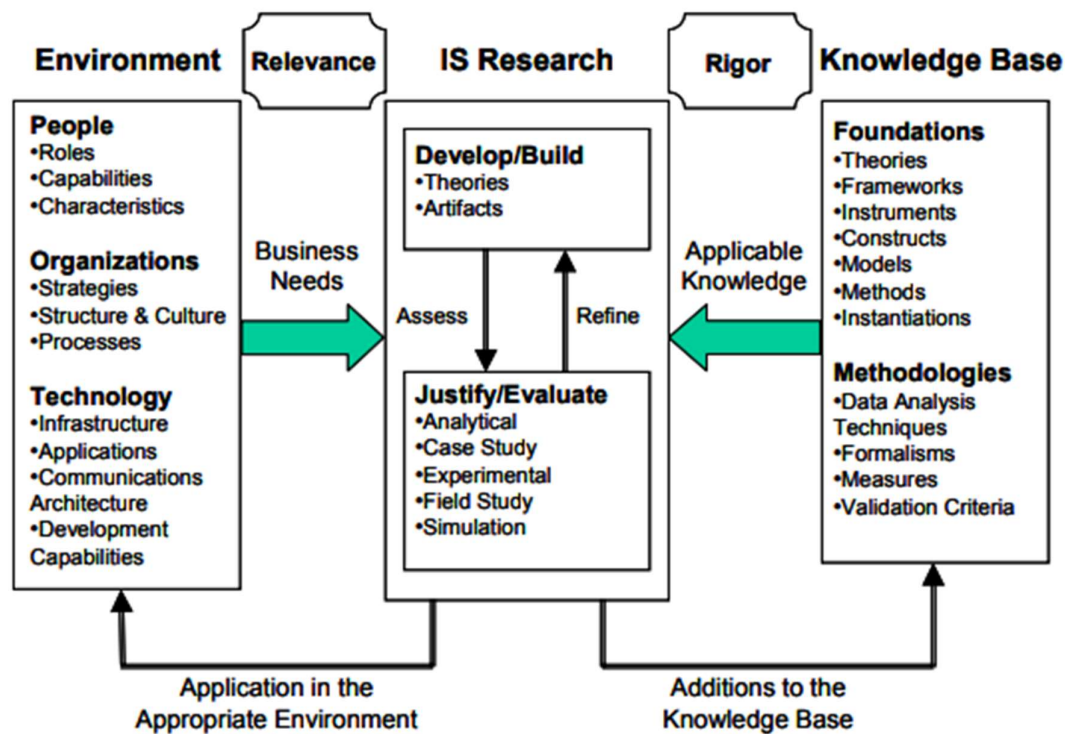 Environment
Relevance
IS Research
Rigor
Knowledge Base
People
•Roles
•Capabilities
•Characteristics
Organizations
•Strategies
•Structure & Culture
•Processes
Technology
•Infrastructure
•Applications
•Communications
Architecture
•Development
Capabilities
Business
Needs
Develop/Build
•Theories
•Artifacts
Assess
Refine
Justify/Evaluate
•Analytical
•Case Study
•Experimental
•Field Study
•Simulation
Applicable
Knowledge
Foundations
•Theories
•Frameworks
•Instruments
•Constructs
•Models
•Methods
•Instantiations
Methodologies
•Data Analysis
Techniques
•Formalisms
•Measures
•Validation Criteria
Application in the
Appropriate Environment
Additions to the
Knowledge Base